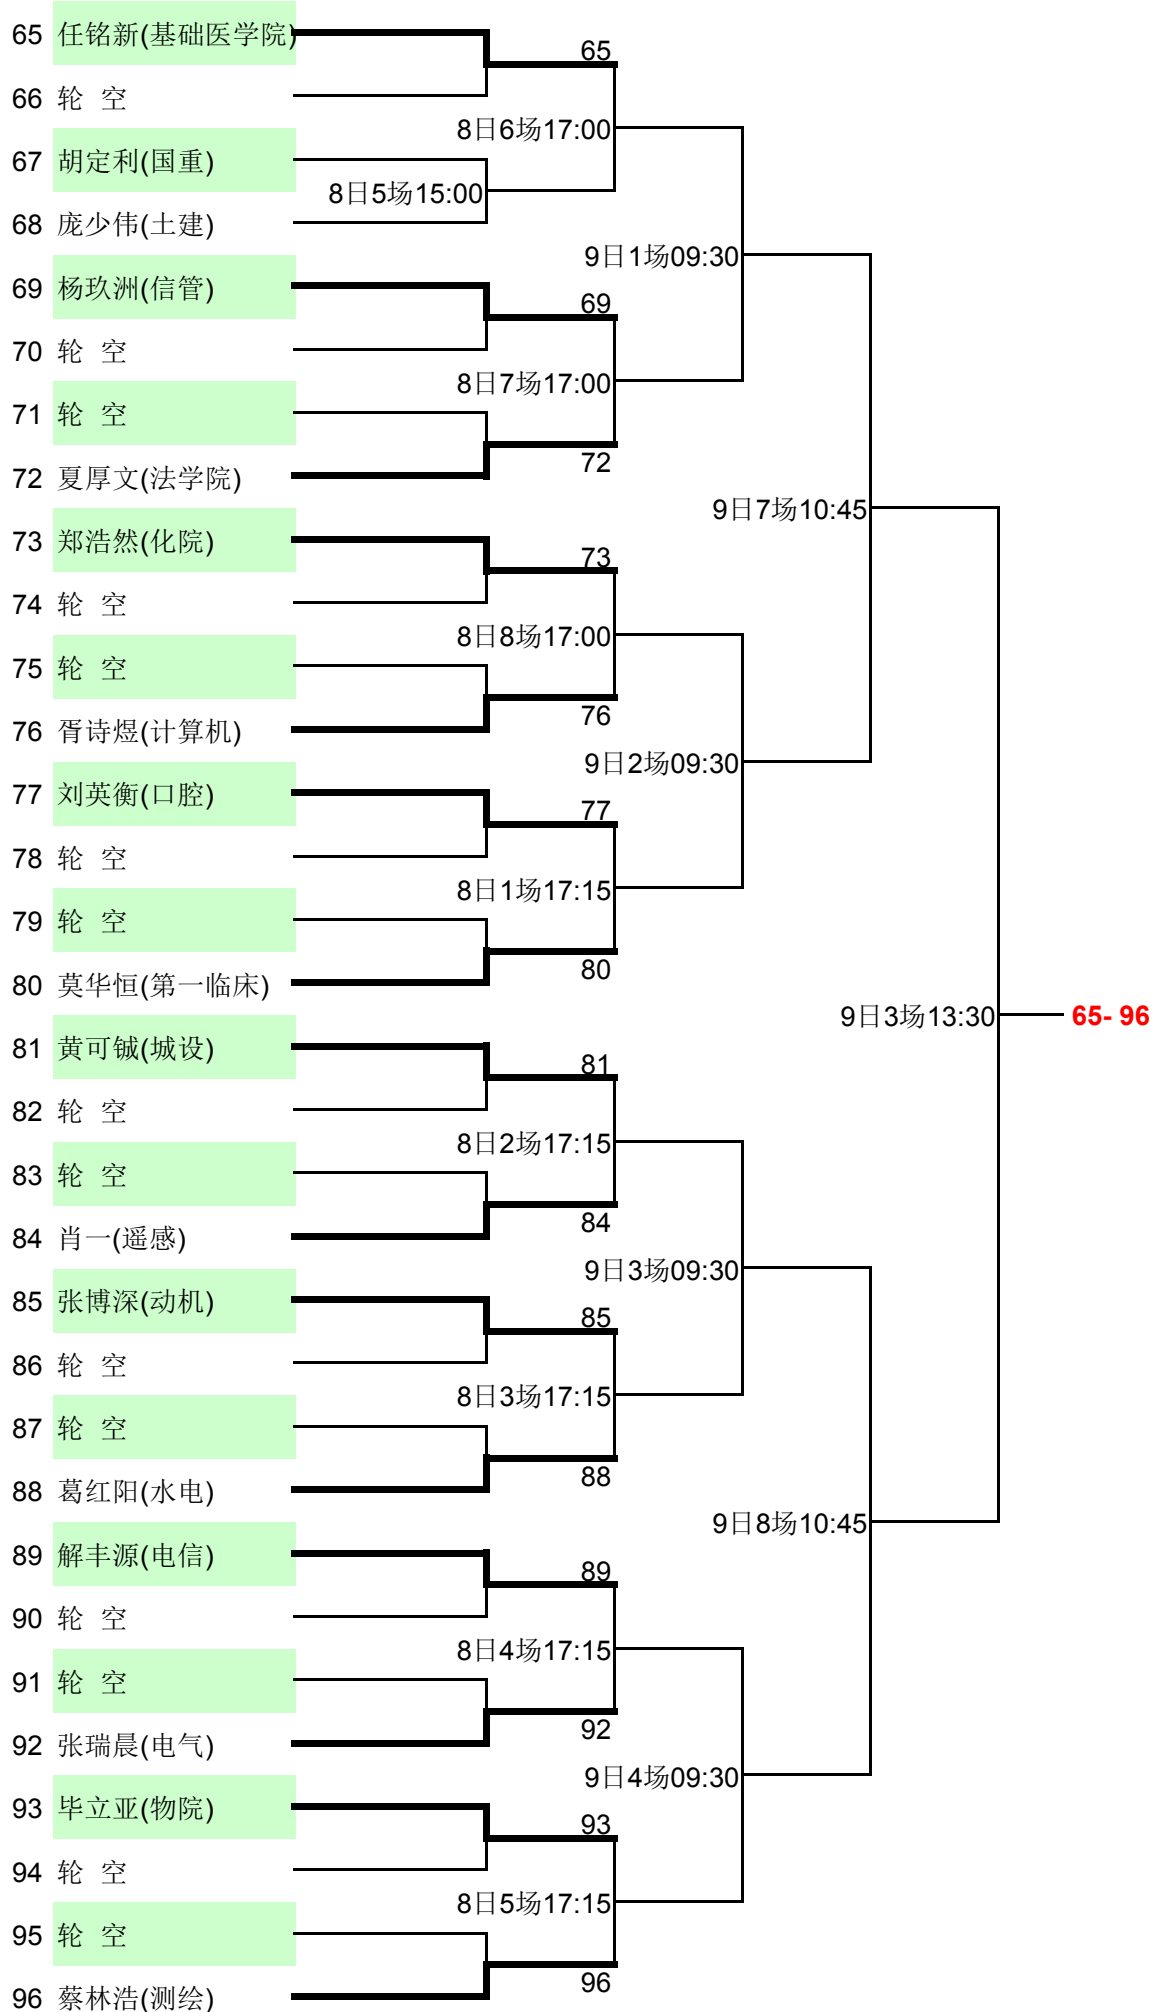 65 任铭新(基础医学院)
65
66 轮 空
8日6场17:00
67 胡定利(国重)
8日5场15:00
68 庞少伟(土建)
9日1场09:30
69 杨玖洲(信管)
69
70 轮 空
8日7场17:00
71 轮 空
72
72 夏厚文(法学院)
9日7场10:45
73 郑浩然(化院)
73
74 轮 空
8日8场17:00
75 轮 空
76
76 胥诗煜(计算机)
9日2场09:30
77 刘英衡(口腔)
77
78 轮 空
8日1场17:15
79 轮 空
80
80 莫华恒(第一临床)
9日3场13:30 65- 96
81 黄可铖(城设)
81
82 轮 空
8日2场17:15
83 轮 空
84
84 肖一(遥感)
9日3场09:30
85 张博深(动机)
85
86 轮 空
8日3场17:15
87 轮 空
88
88 葛红阳(水电)
9日8场10:45
89 解丰源(电信)
89
90 轮 空
8日4场17:15
91 轮 空
92
92 张瑞晨(电气)
9日4场09:30
93 毕立亚(物院)
93
94 轮 空
8日5场17:15
95 轮 空
96
96 蔡林浩(测绘)